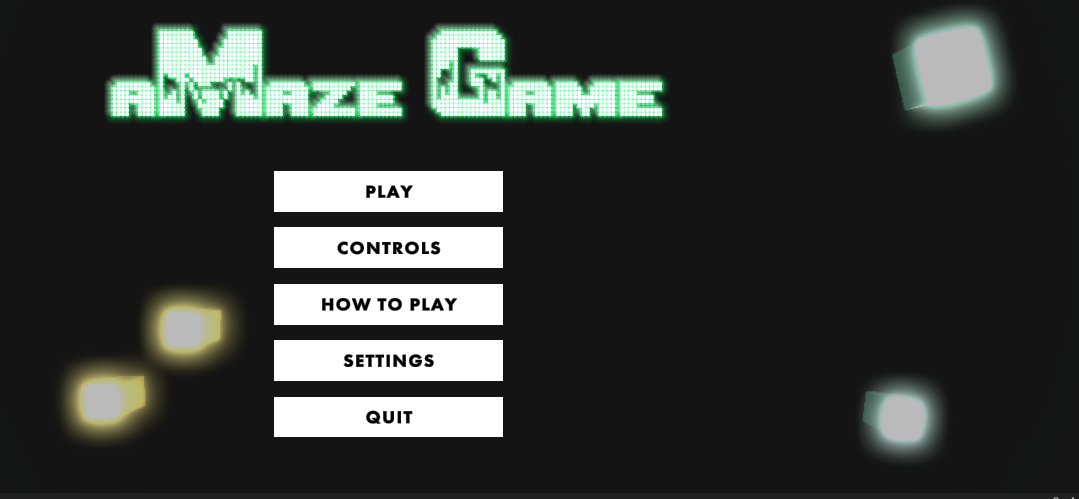 aMaze Game
PLAY
CONTROLS
HOW TO PLAY
SETTINGS
QUIT